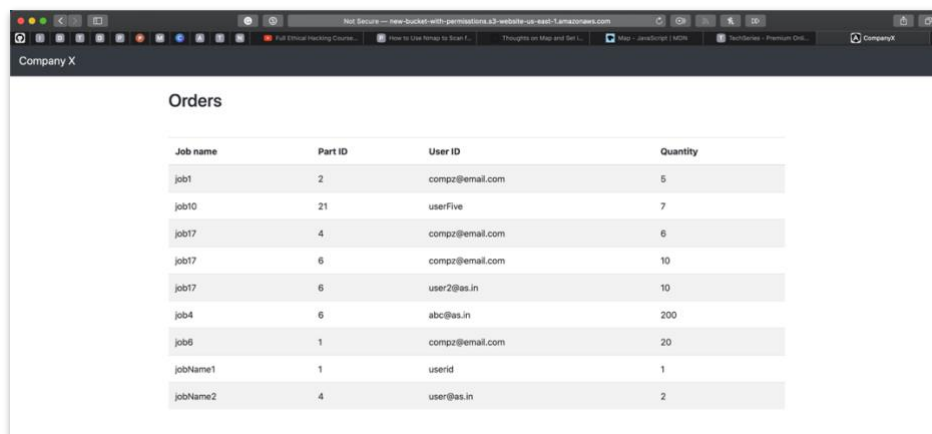 Not Secure — new-bucket-with-permisstions.s3-website-us-east-1.amazonaws.com
Full Ethical Hacking Course... How to Use Nmap to Scan f... Thoughts on Map and Set i... Map - JavaScript | MDN TechSeries - Premium Onli... CompanyX
Company X
Orders
Job name Part ID User ID Quantity
job1 2 compz@email.com 5
job10 21 userFive 7
job17 4 compz@email.com 6
job17 6 compz@email.com 10
job17 6 user2@as.in 10
job4 6 abc@as.in 200
job6 1 compz@email.com 20
jobName1 1 userid 1
jobName2 4 user@as.in 2